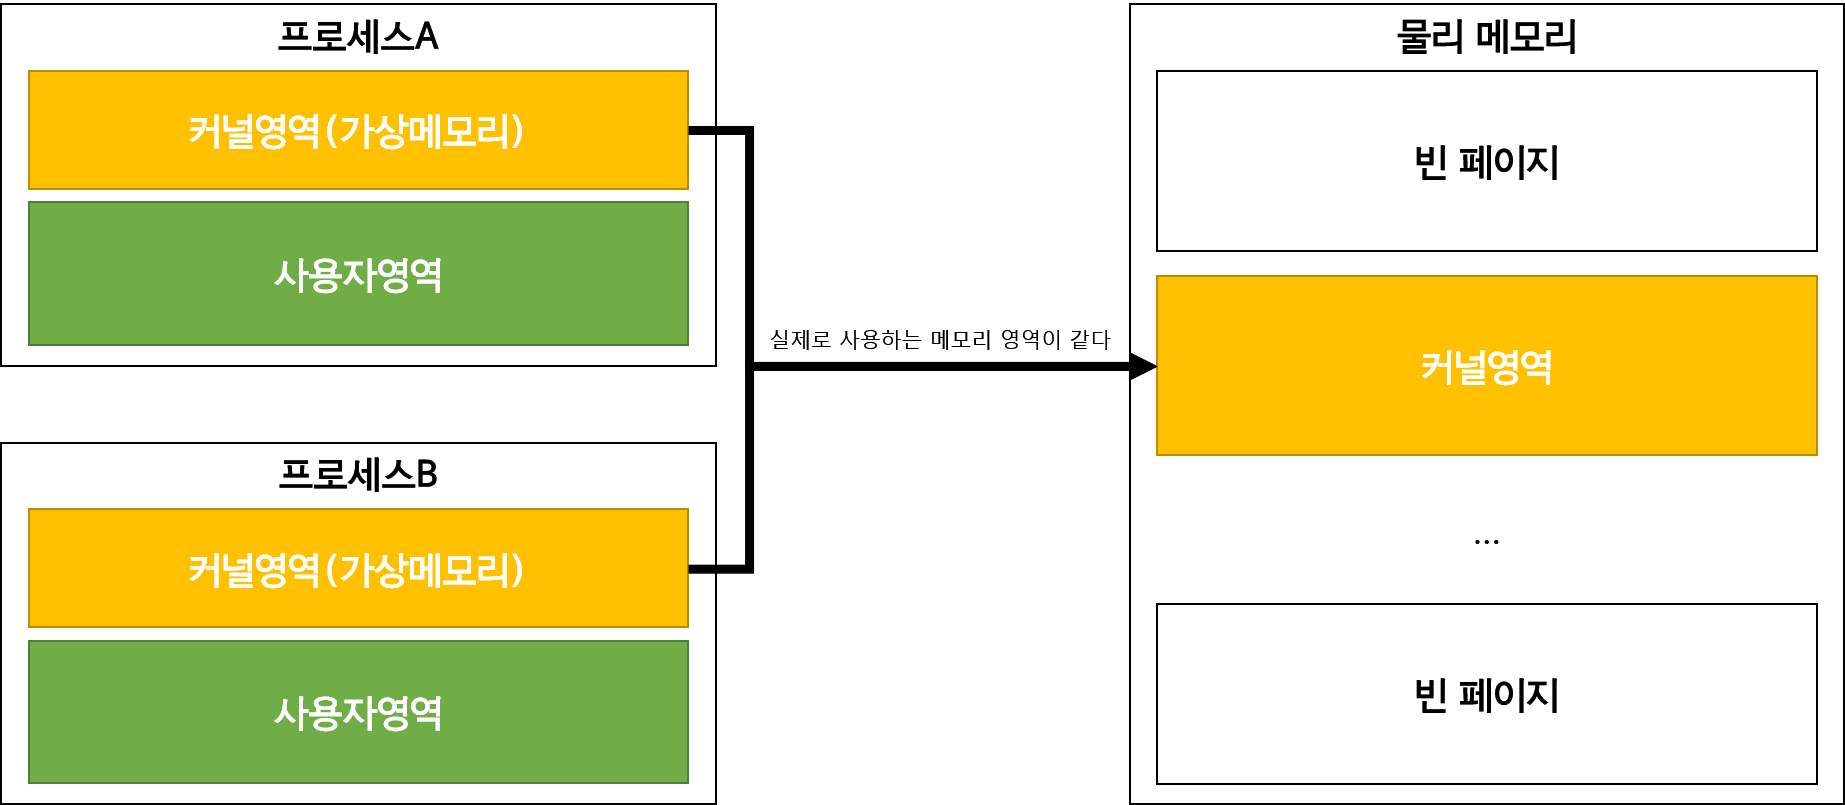 프로세스A
커널영역(가상메모리)
사용자영역
프로세스B
커널영역(가상메모리)
사용자영역
실제로 사용하는 메모리 영역이 같다
물리 메모리
빈 페이지
커널영역
...
빈 페이지